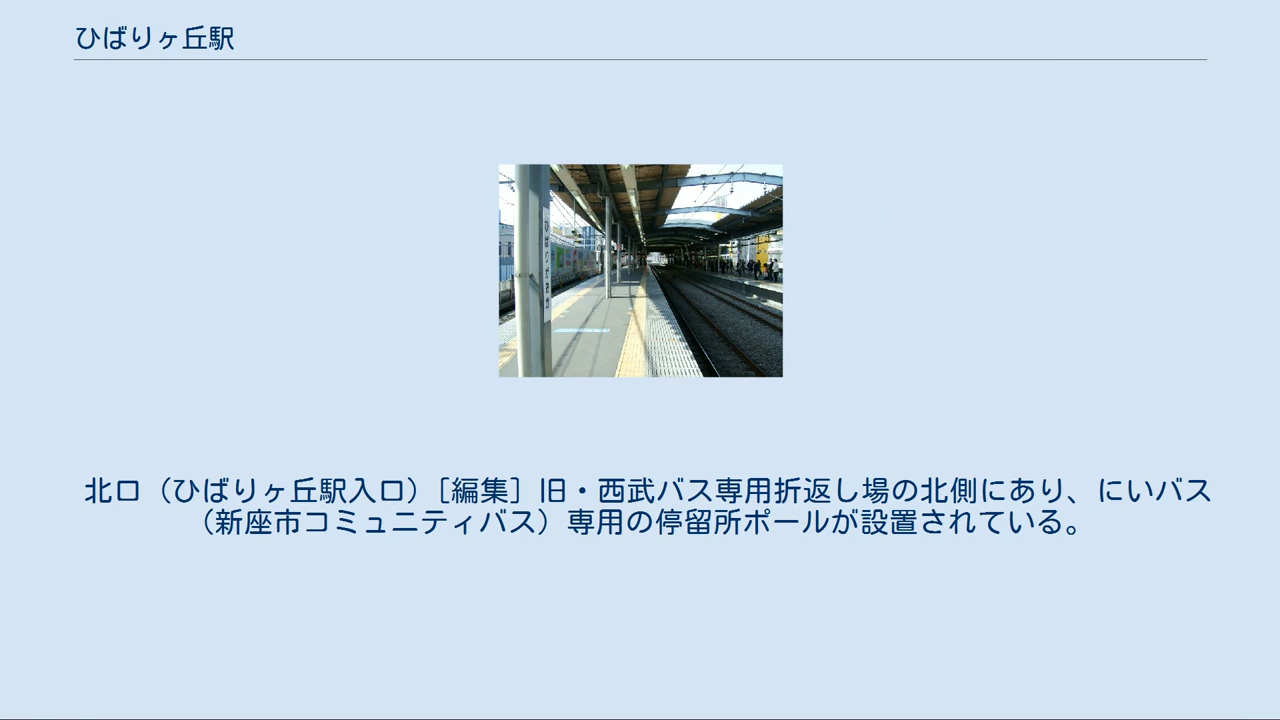 ひばりヶ丘駅
北口（ひばりヶ丘駅入口）［編集］旧・西武バス専用折返し場の北側にあり、にいバス
（新座市コミュニティバス）専用の停留所ポールが設置されている。